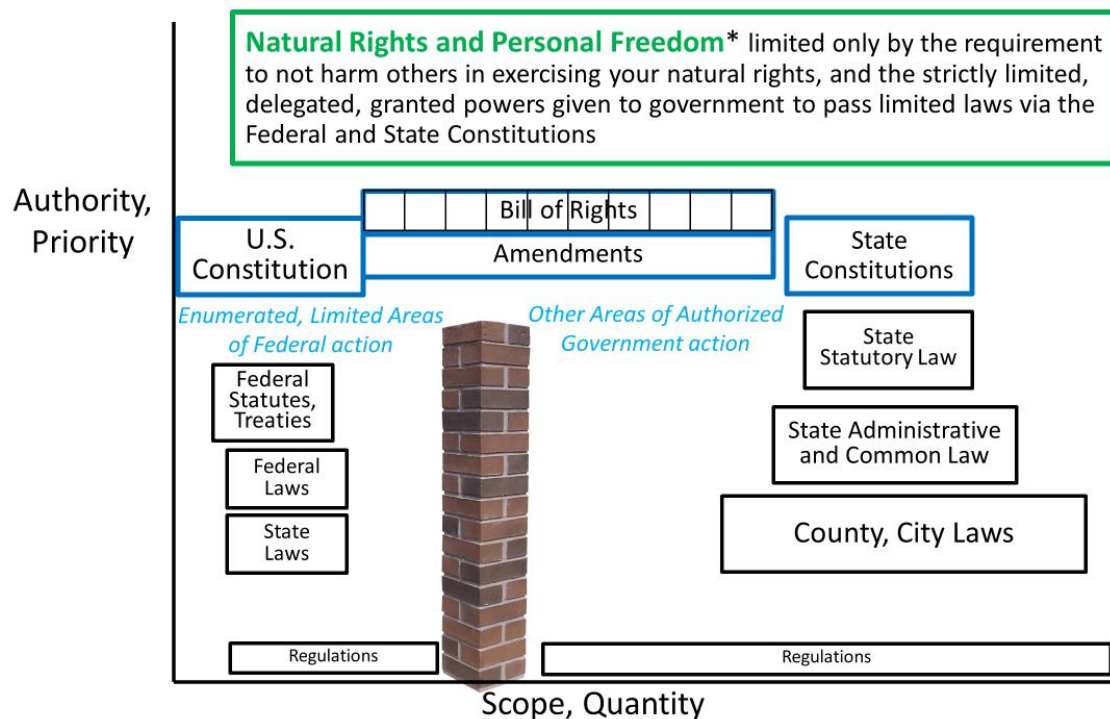 Natural Rights and Personal Freedom* limited only by the requirement
to not harm others in exercising your natural rights, and the strictly limited,
delegated, granted powers given to government to pass limited laws via the
Federal and State Constitutions
Authority,
Priority
Bill of Rights
Amendments
U.S.
Constitution
State
Constitutions
Enumerated, Limited Areas
of Federal action
Other Areas of Authorized
Government action
Federal
Statutes,
Treaties
Federal
Laws
State
Laws
State
Statutory Law
State Administrative
and Common Law
County, City Laws
Regulations
Regulations
Scope, Quantity